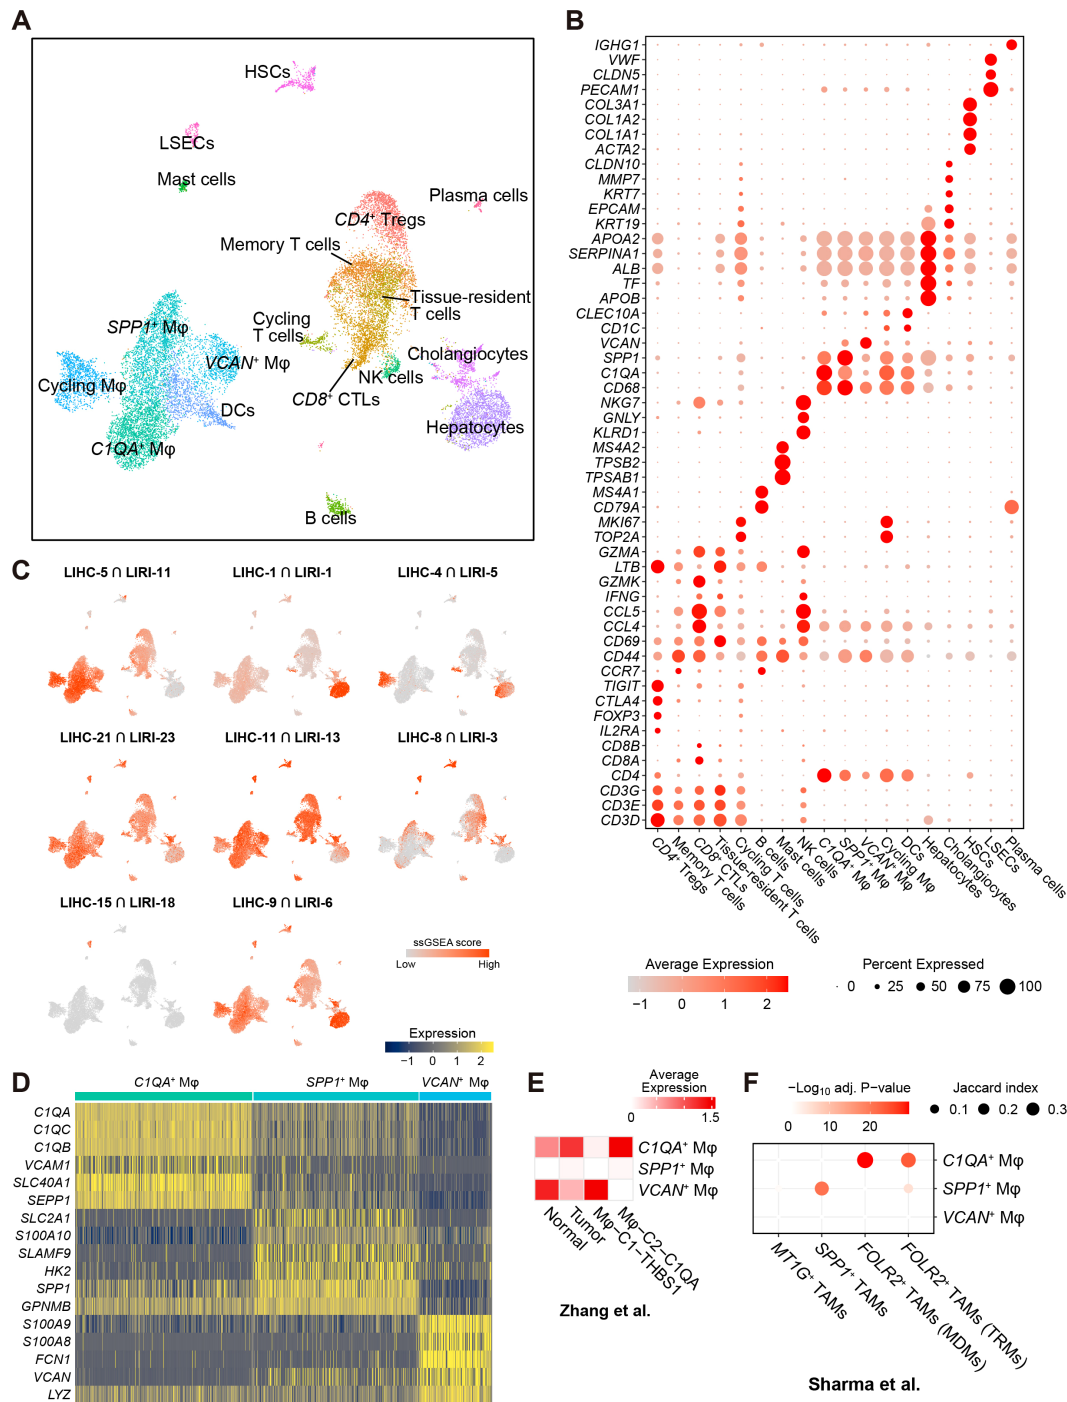 A
HSCs
LSECs
Mast cells
Plasma cells
CD4+ Tregs
Memory T cells
Tissue-resident
T cells
SPP1+ Mφ
Cycling
T cells
VCAN+ Mφ
Cholangiocytes
Cycling Mφ
NK cells
CD8+ CTLs
DCs
Hepatocytes
C1QA+ Mφ
B cells
B
IGHG1
VWF
CLDN5
PECAM1
COL3A1
COL1A2
COL1A1
ACTA2
CLDN10
MMP7
KRT7
EPCAM
KRT19
APOA2
SERPINA1
ALB
TF
APOB
CLEC10A
CD1C
VCAN
SPP1
C1QA
CD68
NKG7
GNLY
KLRD1
MS4A2
TPSB2
TPSAB1
MS4A1
CD79A
MKI67
TOP2A
GZMA
LTB
GZMK
IFNG
CCL5
CCL4
CD69
CD44
CCR7
TIGIT
CTLA4
FOXP3
IL2RA
CD8B
CD8A
CD4
CD3G
CD3E
CD3D
CD4+ Tregs
Memory T cells
CD8+ CTLs
Tissue-resident T cells
Cycling T cells
B cells
Mast cells
NK cells
C1QA+ Mφ
SPP1+ Mφ
VCAN+ Mφ
Cycling Mφ
DCs
Hepatocytes
Cholangiocytes
HSCs
LSECs
Plasma cells
Average Expression
−1 0 1 2
Percent Expressed
0 25 50 75 100
C
LIHC-5 ∩ LIRI-11
LIHC-1 ∩ LIRI-1
LIHC-4 ∩ LIRI-5
LIHC-21 ∩ LIRI-23
LIHC-11 ∩ LIRI-13
LIHC-8 ∩ LIRI-3
LIHC-15 ∩ LIRI-18
LIHC-9 ∩ LIRI-6
ssGSEA score
Low High
D
Expression
−1 0 1 2
C1QA+ Mφ SPP1+ Mφ VCAN+ Mφ
C1QA
C1QC
C1QB
VCAM1
SLC40A1
SEPP1
SLC2A1
S100A10
SLAMF9
HK2
SPP1
GPNMB
S100A9
S100A8
FCN1
VCAN
LYZ
E
Average
Expression
0 1.5
C1QA+ Mφ
SPP1+ Mφ
VCAN+ Mφ
Normal
Tumor
Mφ−C1−THBS1
Mφ−C2−C1QA
Zhang et al.
F
−Log10 adj. P−value
0 10 20
Jaccard index
0.1 0.2 0.3
C1QA+ Mφ
SPP1+ Mφ
VCAN+ Mφ
MT1G+ TAMs
SPP1+ TAMs
FOLR2+ TAMs (MDMs)
FOLR2+ TAMs (TRMs)
Sharma et al.